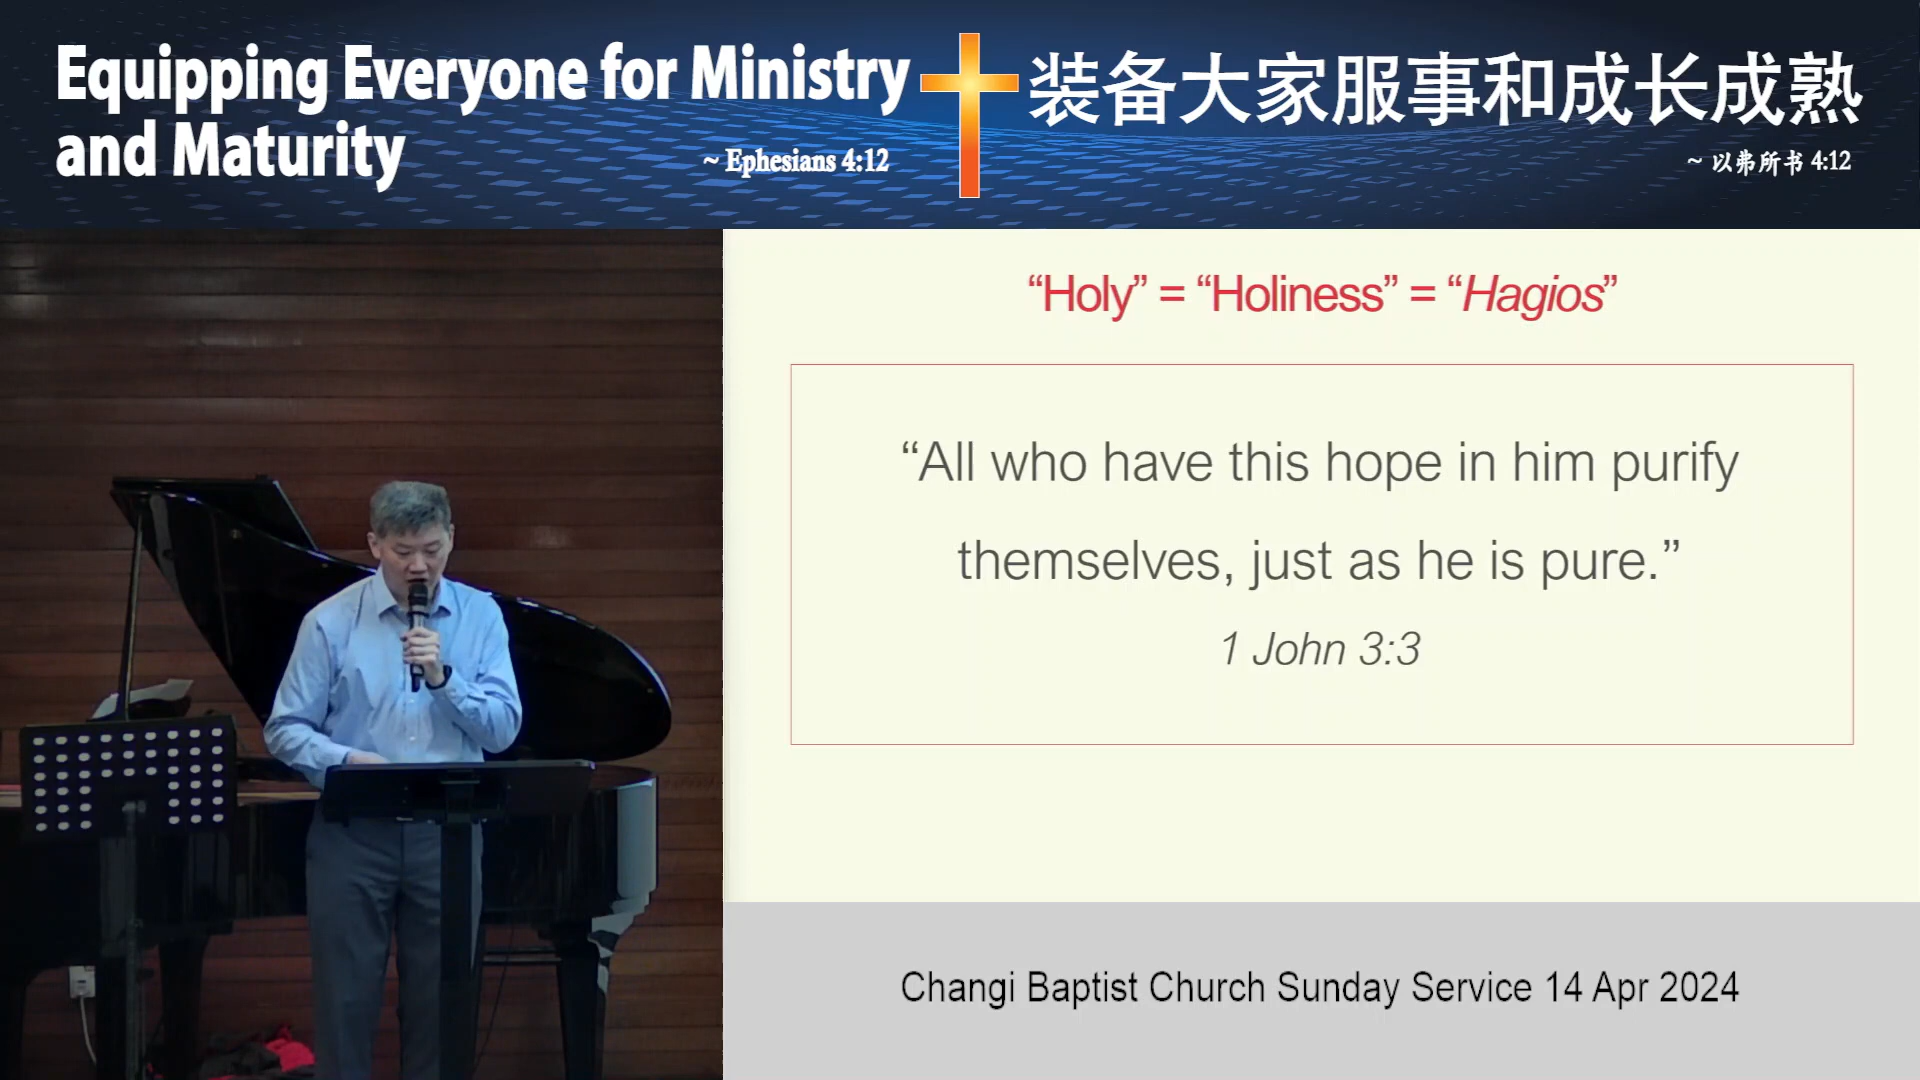 Equipping Everyone for Ministry
and Maturity
~ Ephesians 4:12
装备大家服事和成长成熟
~ 以弗所书 4:12
“Holy” = “Holiness” = “Hagios”
“All who have this hope in him purify
themselves, just as he is pure.”
1 John 3:3
Changi Baptist Church Sunday Service 14 Apr 2024